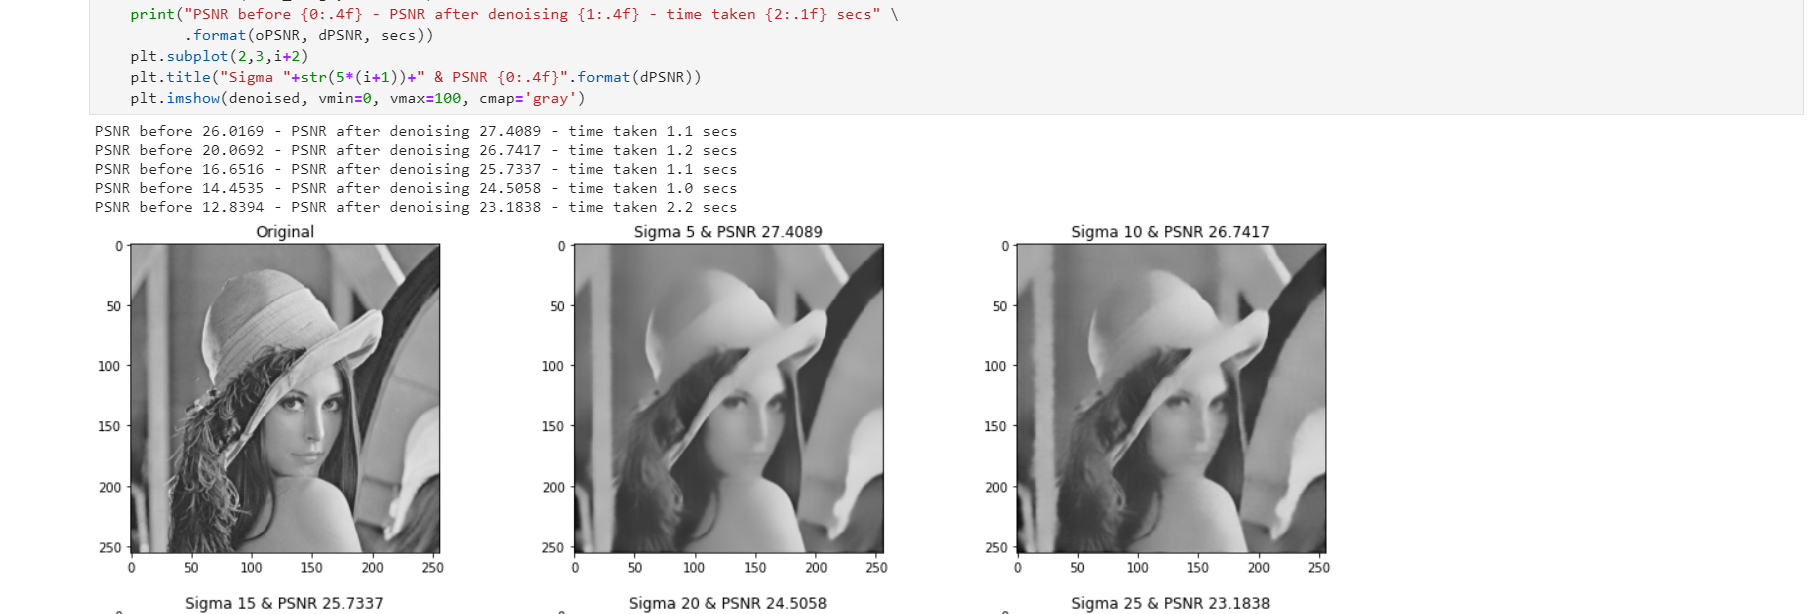 print("PSNR before {0:.4f} - PSNR after denoising {1:.4f} - time taken {2:.1f} secs" \
.format(oPSNR, dPSNR, secs))
plt.subplot(2,3,i+2)
plt.title("Sigma "+str(5*(i+1))+" & PSNR {0:.4f}".format(dPSNR))
plt.imshow(denoised, vmin=0, vmax=100, cmap='gray')
PSNR before 26.0169 - PSNR after denoising 27.4089 - time taken 1.1 secs
PSNR before 20.0692 - PSNR after denoising 26.7417 - time taken 1.2 secs
PSNR before 16.6516 - PSNR after denoising 25.7337 - time taken 1.1 secs
PSNR before 14.4535 - PSNR after denoising 24.5058 - time taken 1.0 secs
PSNR before 12.8394 - PSNR after denoising 23.1838 - time taken 2.2 secs
Original
0
50
100
150
200
250
0 50 100 150 200 250
Sigma 5 & PSNR 27.4089
0
50
100
150
200
250
0 50 100 150 200 250
Sigma 10 & PSNR 26.7417
0
50
100
150
200
250
0 50 100 150 200 250
Sigma 15 & PSNR 25.7337
Sigma 20 & PSNR 24.5058
Sigma 25 & PSNR 23.1838